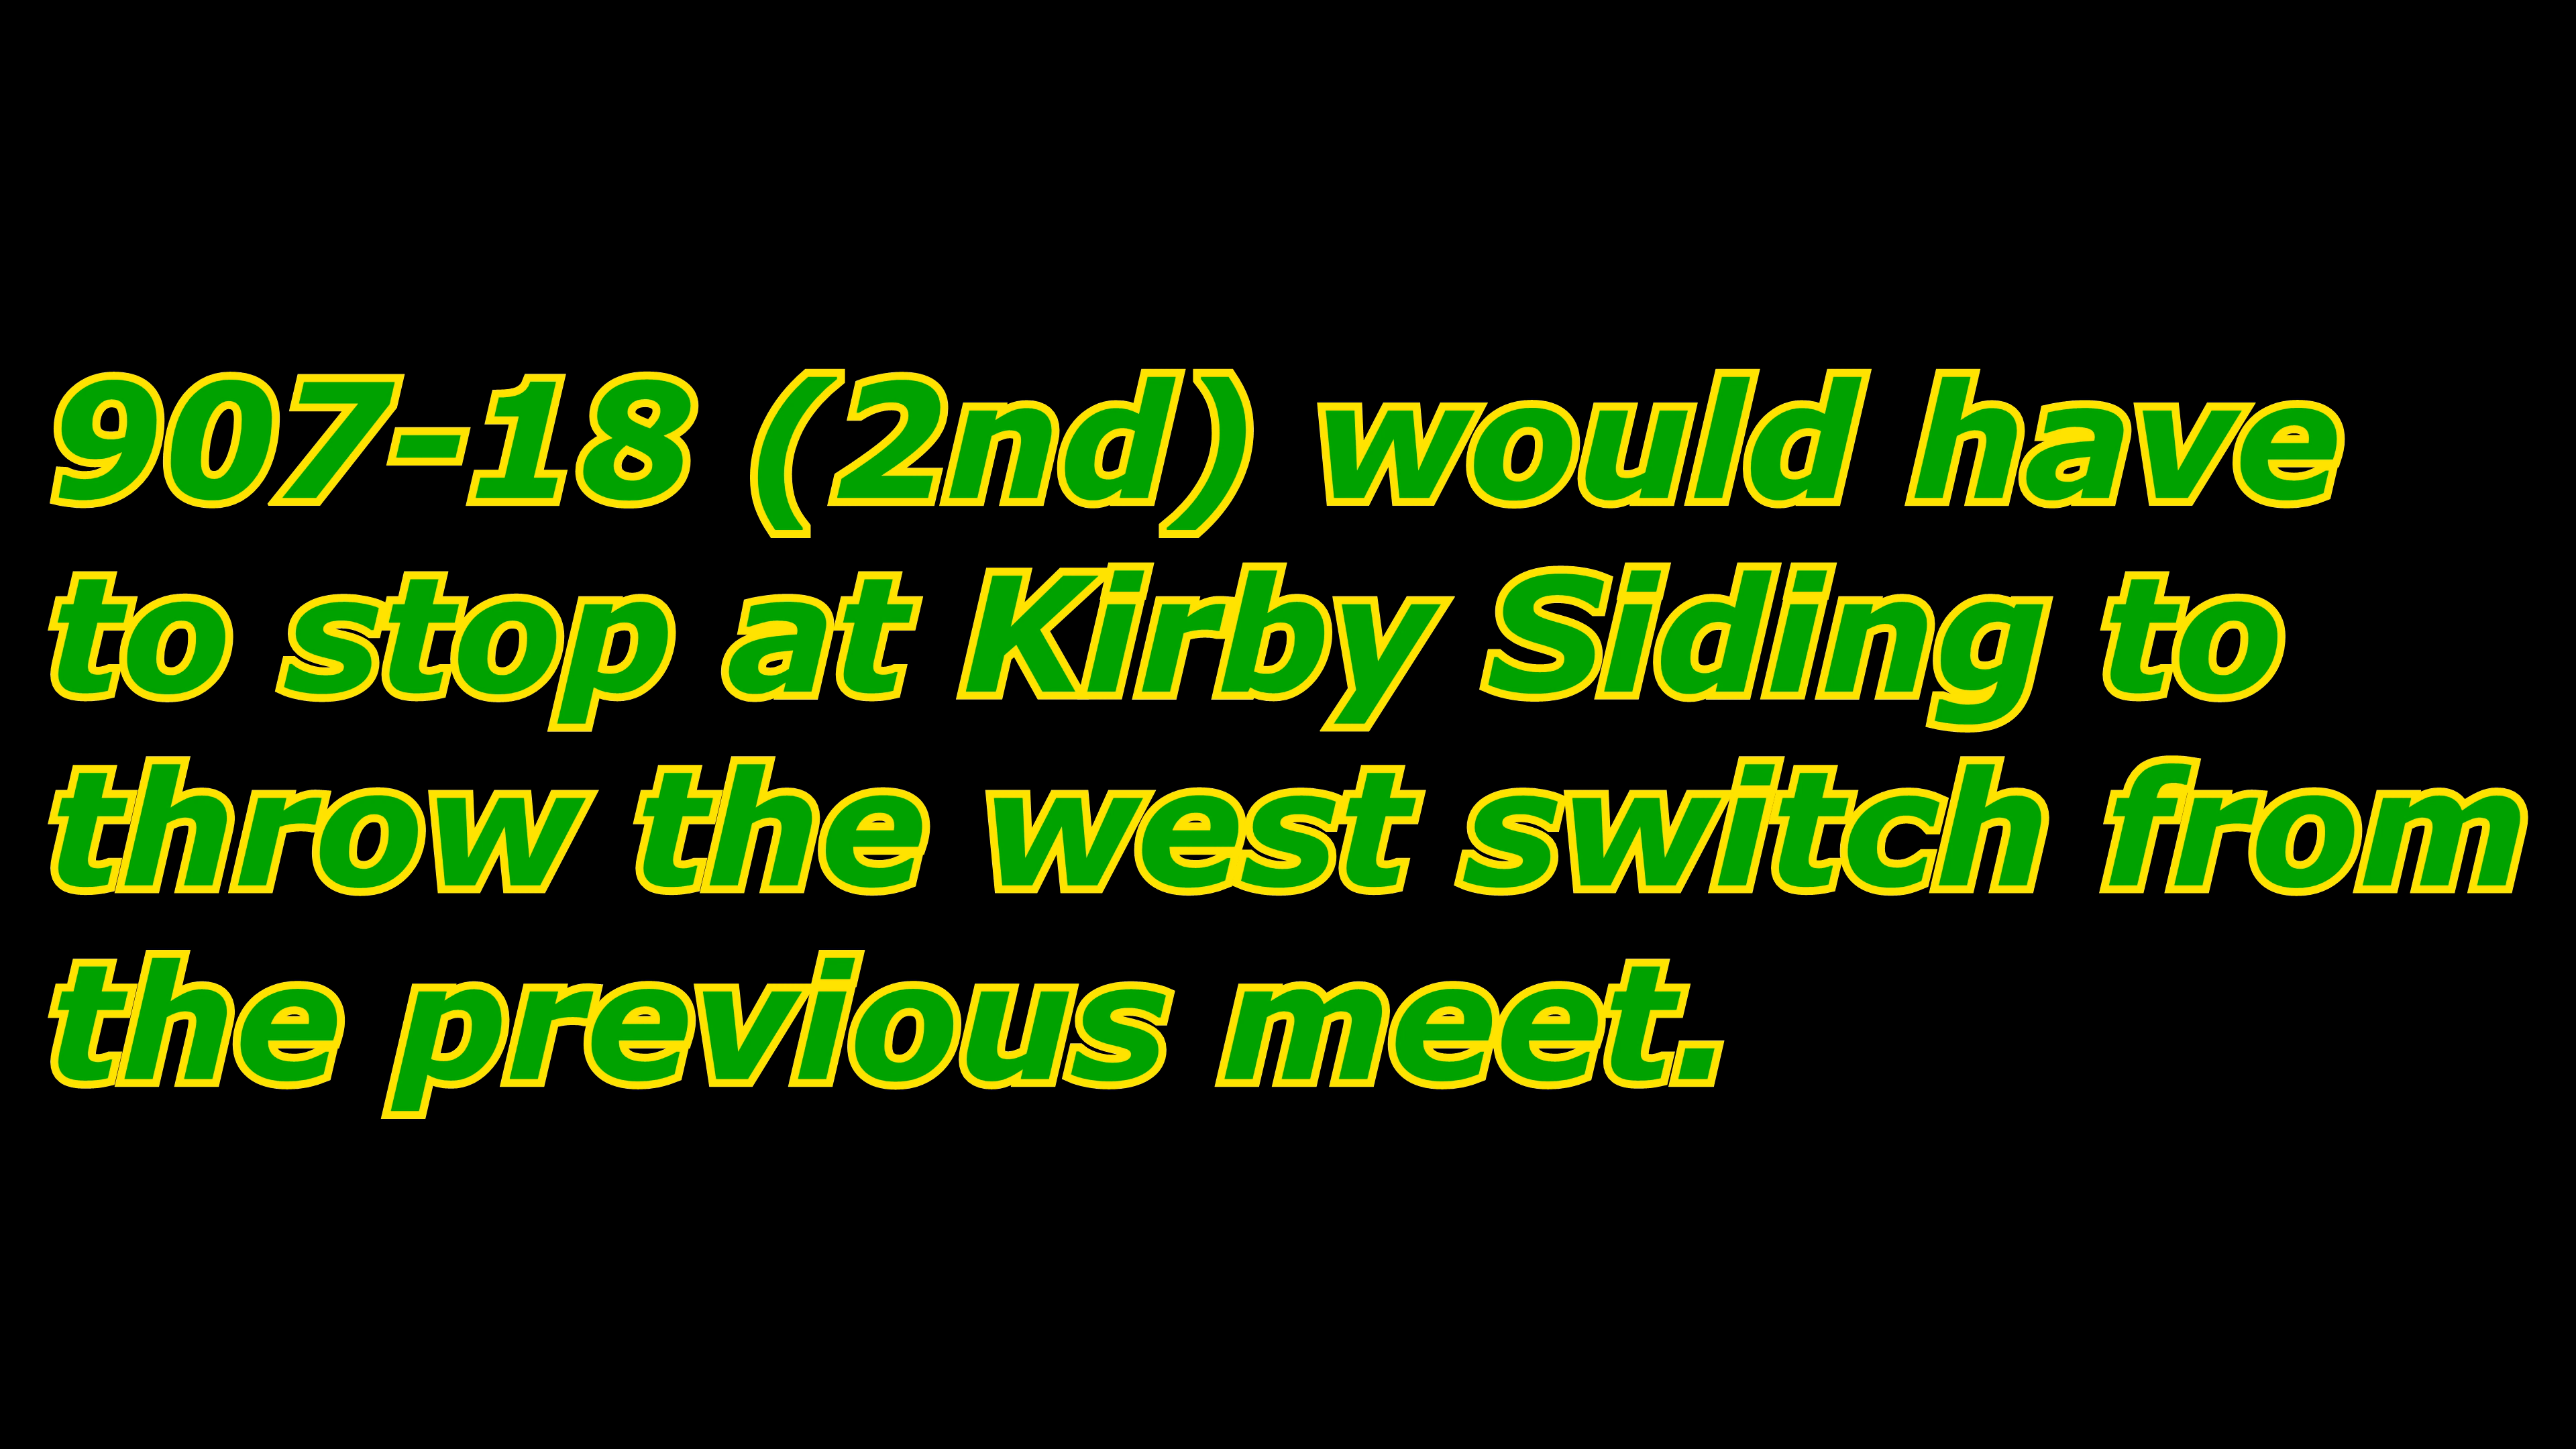 907-18 (2nd) would have
to stop at Kirby Siding to
throw the west switch from
the previous meet.